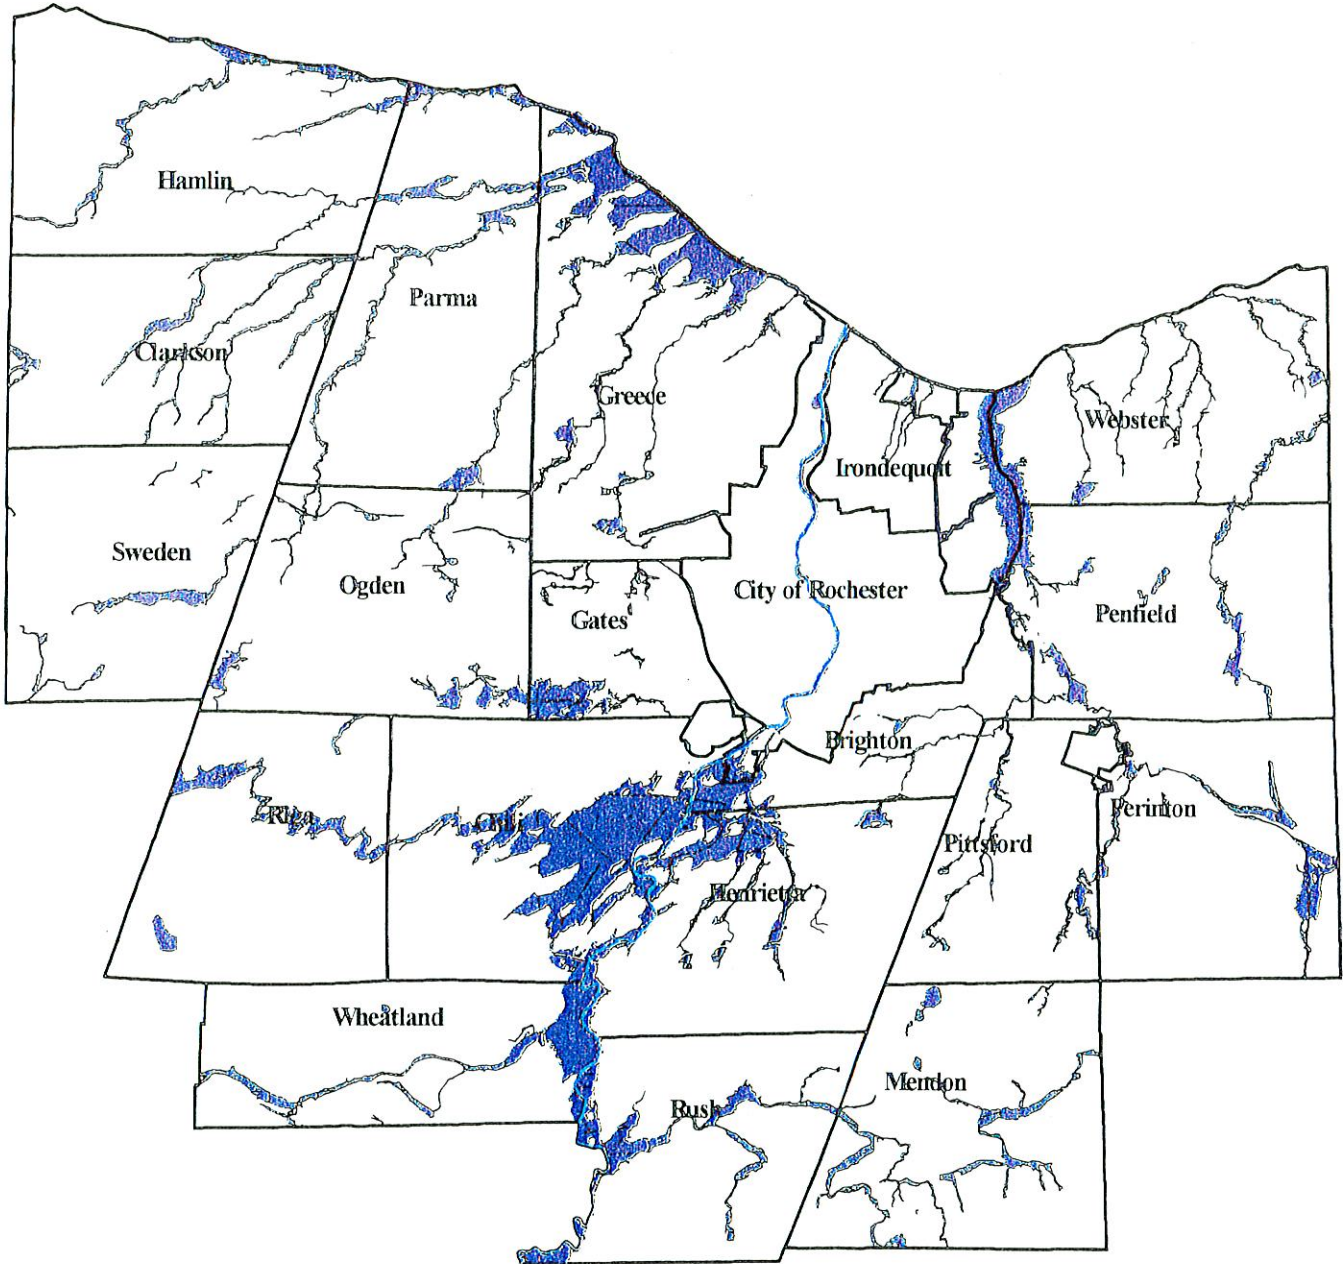 Hamlin
Parma
Clarkson
Greece
Webster
Irondequoit
Sweden
Ogden
City of Rochester
Gates
Penfield
Brighton
Riga
Chili
Perinton
Pittsford
Henrietta
Wheatland
Mendon
Rush